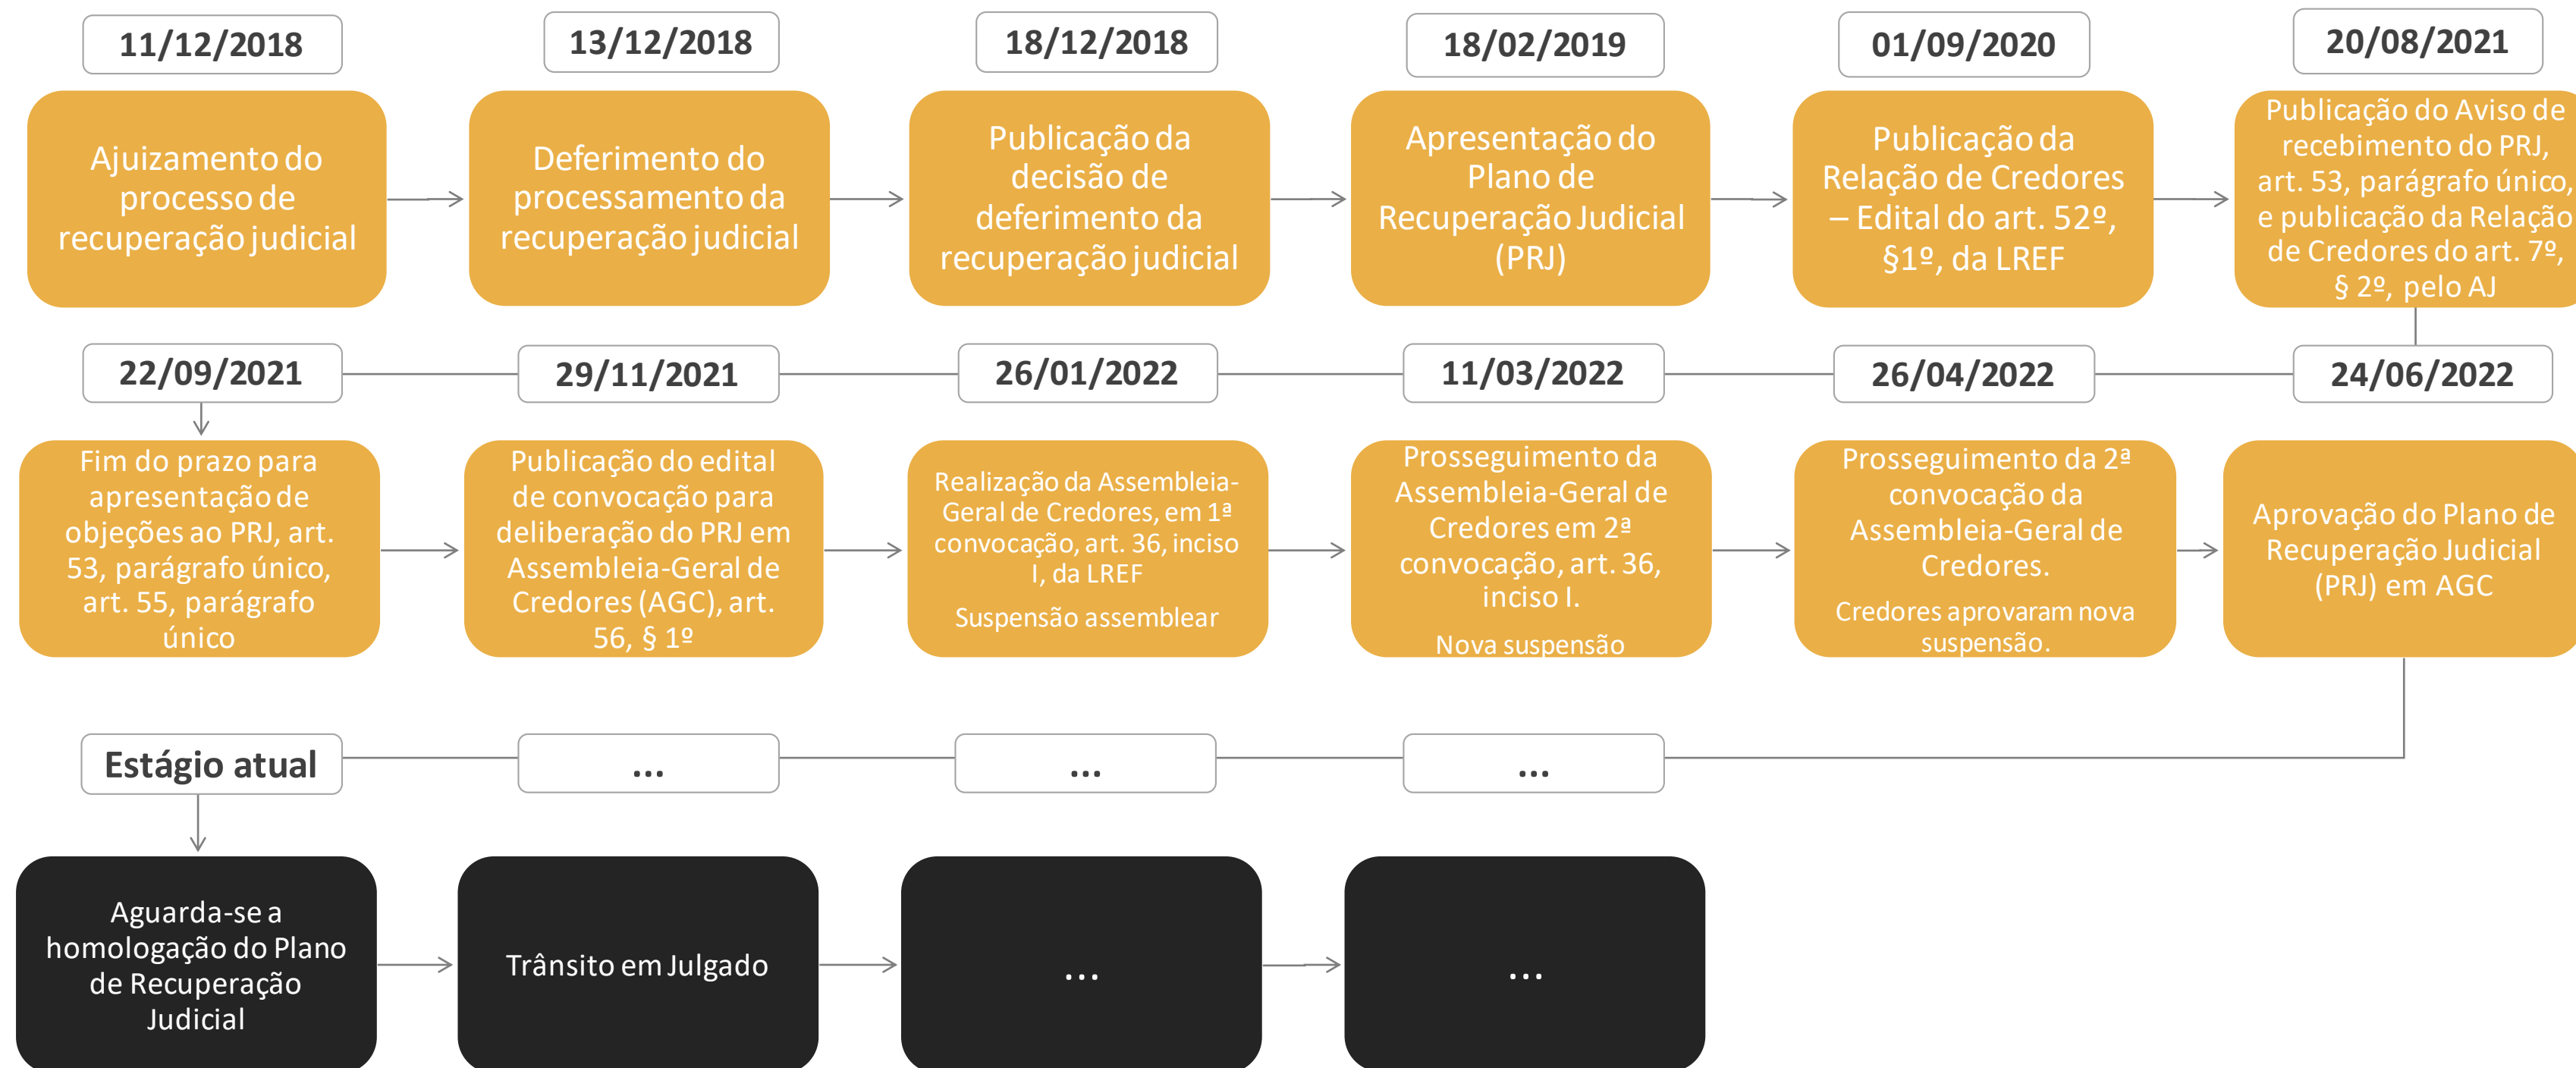 11/12/2018
13/12/2018
18/12/2018
18/02/2019
01/09/2020
20/08/2021
Ajuizamento do
processo de
recuperação judicial
Deferimento do
processamento da
recuperação judicial
Publicação da
decisão de
deferimento da
recuperação judicial
Apresentação do
Plano de
Recuperação Judicial
(PRJ)
Publicação da
Relação de Credores
– Edital do art. 52º,
§1º, da LREF
Publicação do Aviso de
recebimento do PRJ,
art. 53, parágrafo único,
e publicação da Relação
de Credores do art. 7º,
§ 2º, pelo AJ
22/09/2021
29/11/2021
26/01/2022
11/03/2022
26/04/2022
24/06/2022
Fim do prazo para
apresentação de
objeções ao PRJ, art.
53, parágrafo único,
art. 55, parágrafo
único
Publicação do edital
de convocação para
deliberação do PRJ em
Assembleia-Geral de
Credores (AGC), art.
56, § 1º
Realização da Assembleia-
Geral de Credores, em 1ª
convocação, art. 36, inciso
I, da LREF
Suspensão assemblear
Prosseguimento da
Assembleia-Geral de
Credores em 2ª
convocação, art. 36,
inciso I.
Nova suspensão
Prosseguimento da 2ª
convocação da
Assembleia-Geral de
Credores.
Credores aprovaram nova
suspensão.
Aprovação do Plano de
Recuperação Judicial
(PRJ) em AGC
Estágio atual
...
...
...
Aguarda-se a
homologação do Plano
de Recuperação
Judicial
Trânsito em Julgado
...
...